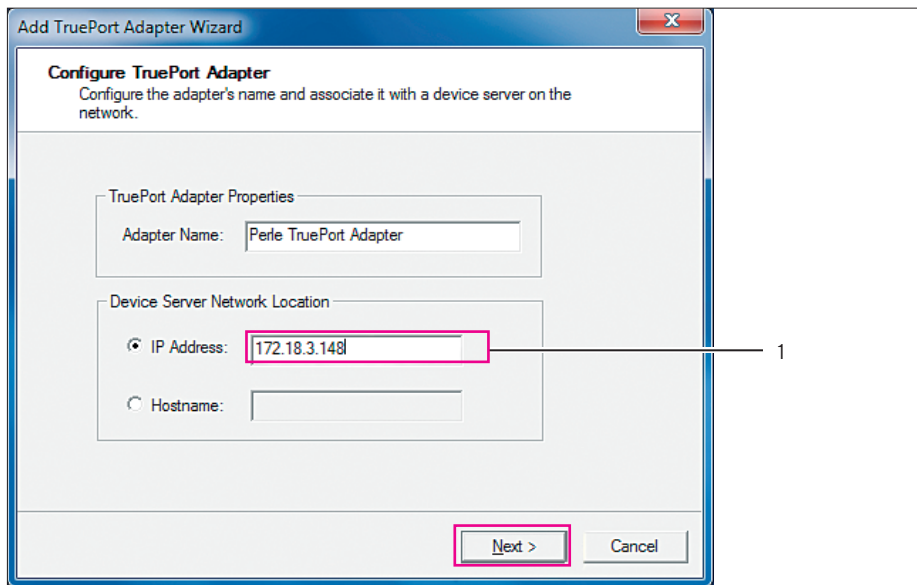 Add TruePort Adapter Wizard
X
Configure TruePort Adapter
Configure the adapter's name and associate it with a device server on the
network.
TruePort Adapter Properties
Adapter Name: Perle TruePort Adapter
Device Server Network Location
IP Address: 172.18.3.148
1
Hostname:
Next >
Cancel